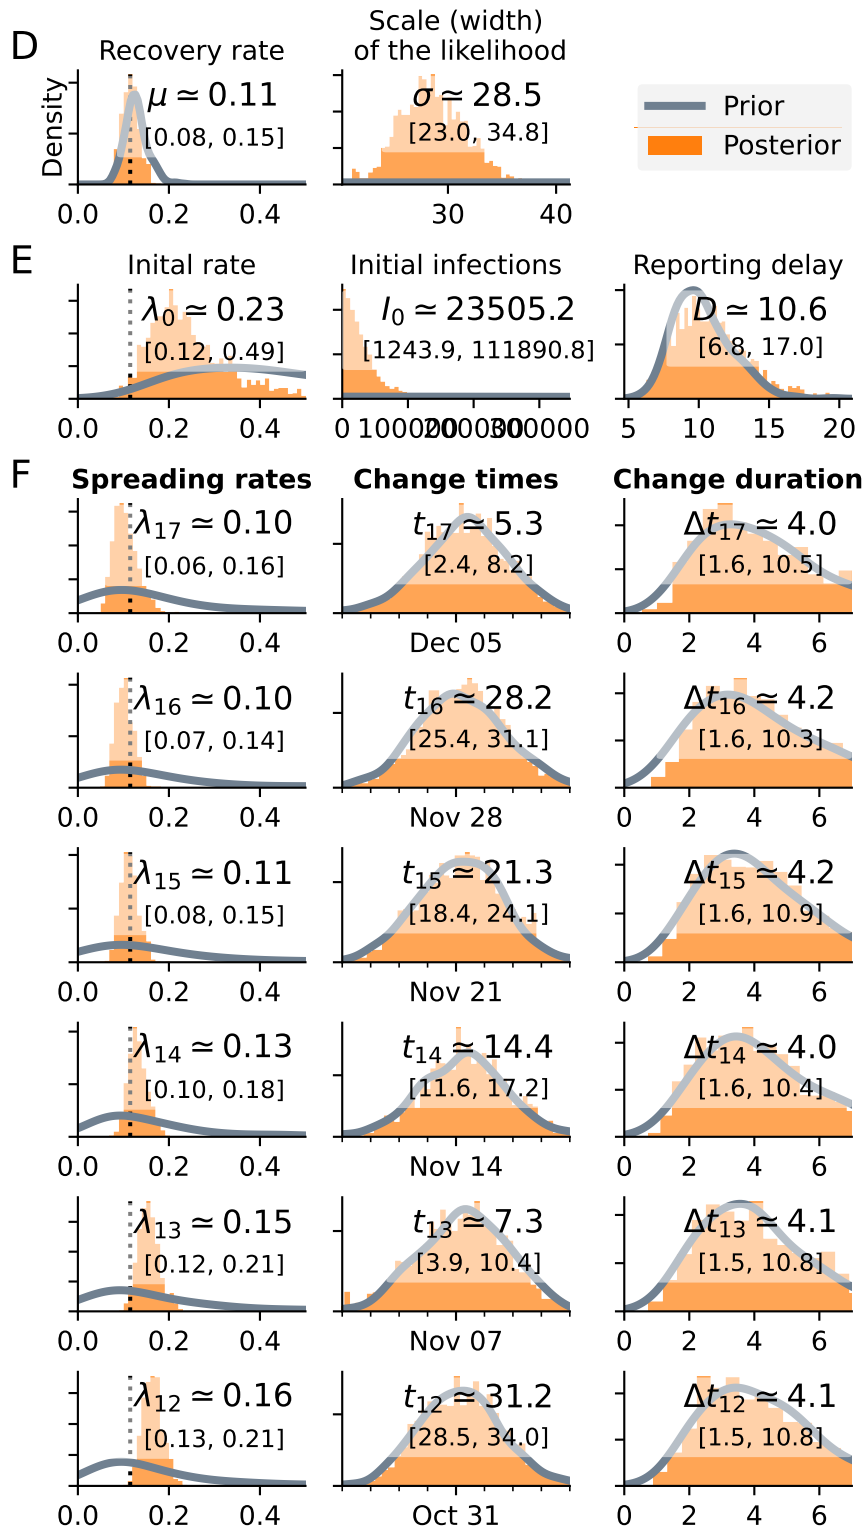 D
Recovery rate
Scale (width)
of the likelihood
Density
μ ≃ 0.11
[0.08, 0.15]
σ ≃ 28.5
[23.0, 34.8]
Prior
Posterior
0.0 0.2 0.4
30 40
E
Inital rate
Initial infections
Reporting delay
λ₀ ≃ 0.23
[0.12, 0.49]
I₀ ≃ 23505.2
[1243.9, 111890.8]
D ≃ 10.6
[6.8, 17.0]
0.0 0.2 0.4
0 100000 200000 300000
5 10 15 20
F
Spreading rates
Change times
Change duration
λ₁₇ ≃ 0.10
[0.06, 0.16]
t₁₇ ≃ 5.3
[2.4, 8.2]
Δt₁₇ ≃ 4.0
[1.6, 10.5]
0.0 0.2 0.4
Dec 05
0 2 4 6
λ₁₆ ≃ 0.10
[0.07, 0.14]
t₁₆ ≃ 28.2
[25.4, 31.1]
Δt₁₆ ≃ 4.2
[1.6, 10.3]
0.0 0.2 0.4
Nov 28
0 2 4 6
λ₁₅ ≃ 0.11
[0.08, 0.15]
t₁₅ ≃ 21.3
[18.4, 24.1]
Δt₁₅ ≃ 4.2
[1.6, 10.9]
0.0 0.2 0.4
Nov 21
0 2 4 6
λ₁₄ ≃ 0.13
[0.10, 0.18]
t₁₄ ≃ 14.4
[11.6, 17.2]
Δt₁₄ ≃ 4.0
[1.6, 10.4]
0.0 0.2 0.4
Nov 14
0 2 4 6
λ₁₃ ≃ 0.15
[0.12, 0.21]
t₁₃ ≃ 7.3
[3.9, 10.4]
Δt₁₃ ≃ 4.1
[1.5, 10.8]
0.0 0.2 0.4
Nov 07
0 2 4 6
λ₁₂ ≃ 0.16
[0.13, 0.21]
t₁₂ ≃ 31.2
[28.5, 34.0]
Δt₁₂ ≃ 4.1
[1.5, 10.8]
0.0 0.2 0.4
Oct 31
0 2 4 6